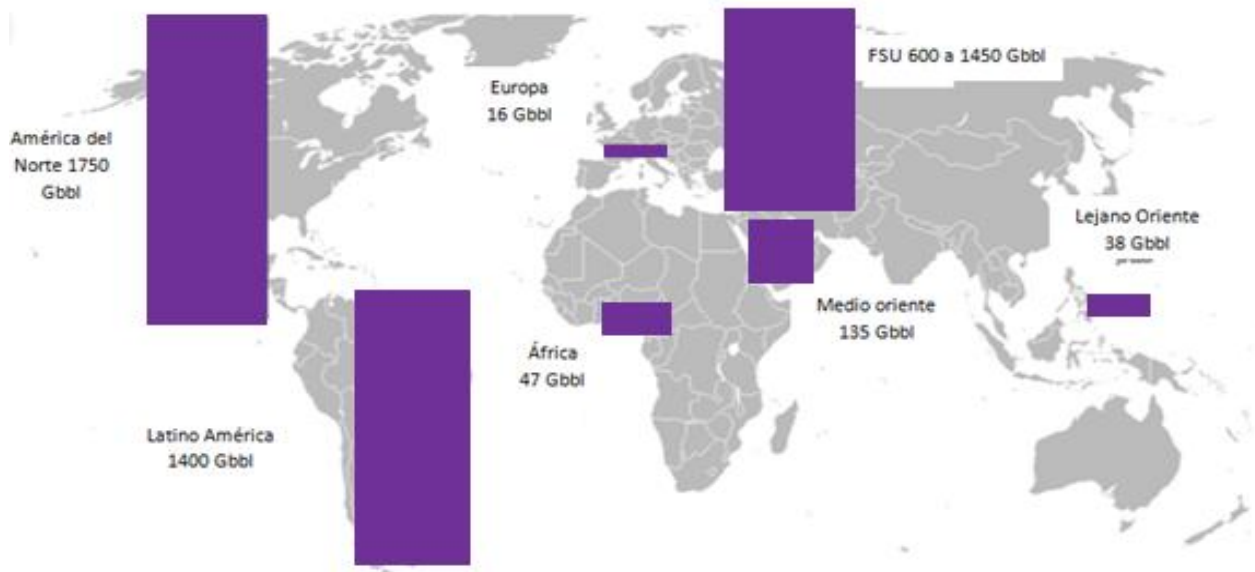 FSU 600 a 1450 Gbbl
Europa
16 Gbbl
América del
Norte 1750
Gbbl
Lejano Oriente
38 Gbbl
Medio oriente
135 Gbbl
África
47 Gbbl
Latino América
1400 Gbbl